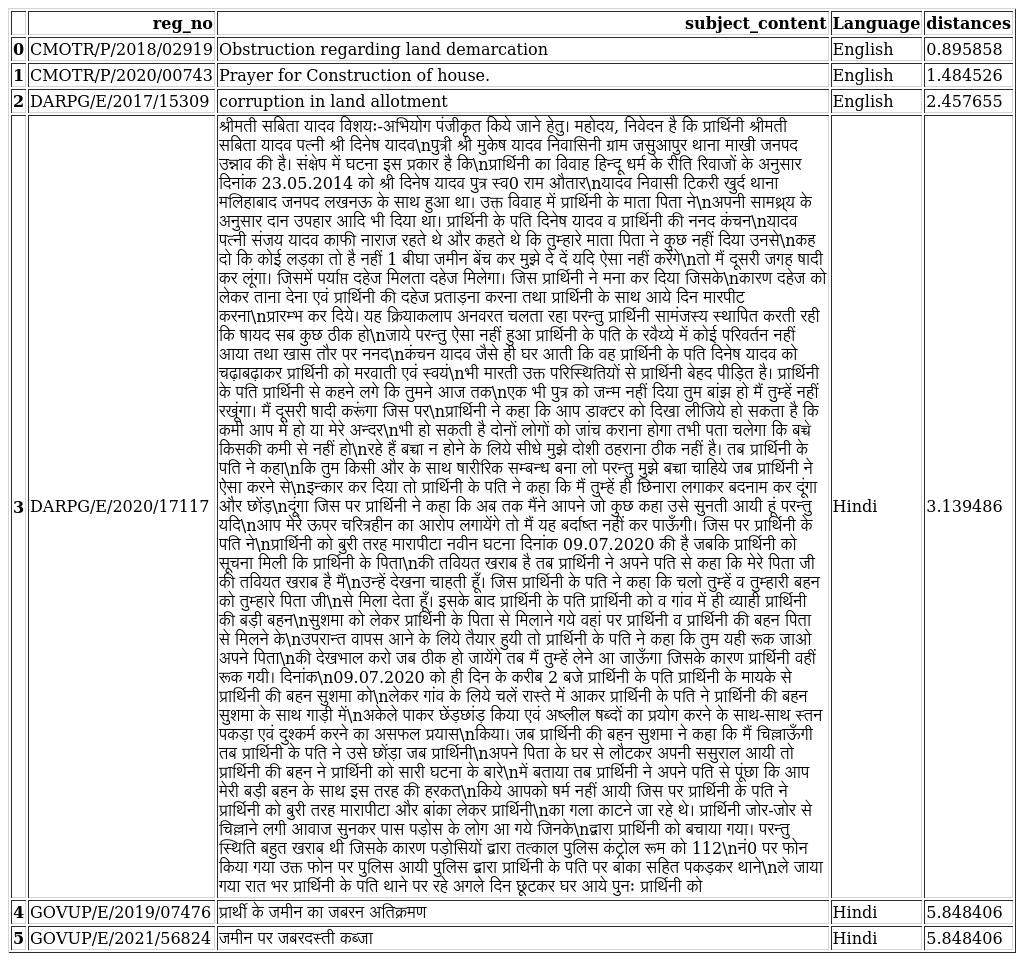 reg_no subject_content Language distances
0 CMOTR/P/2018/02919 Obstruction regarding land demarcation English 0.895858
1 CMOTR/P/2020/00743 Prayer for Construction of house. English 1.484526
2 DARPG/E/2017/15309 corruption in land allotment English 2.457655
श्रीमती सबिता यादव विशयः-अभियोग पंजीकृत किये जाने हेतु। महोदय, निवेदन है कि प्रार्थिनी श्रीमती
सबिता यादव पत्नी श्री दिनेष यादव\nपुत्री श्री मुकेष यादव निवासिनी ग्राम जसुआपुर थाना माखी जनपद
उन्नाव की है। संक्षेप में घटना इस प्रकार है कि\nप्रार्थिनी का विवाह हिन्दू धर्म के रीति रिवाजों के अनुसार
दिनांक 23.05.2014 को श्री दिनेष यादव पुत्र स्व0 राम औतार\nयादव निवासी टिकरी खुर्द थाना
मलिहाबाद जनपद लखनऊ के साथ हुआ था। उक्त विवाह में प्रार्थिनी के माता पिता ने\nअपनी सामथ्र्य के
अनुसार दान उपहार आदि भी दिया था। प्रार्थिनी के पति दिनेष यादव व प्रार्थिनी की ननद कंचन\nयादव
पत्नी संजय यादव काफी नाराज रहते थे और कहते थे कि तुम्हारे माता पिता ने कुछ नहीं दिया उनसे\nकह
दो कि कोई लड़का तो है नहीं 1 बीघा जमीन बेंच कर मुझे दे दें यदि ऐसा नहीं करेंगे\nतो मैं दूसरी जगह षादी
कर लूंगा। जिसमें पर्याप्त दहेज मिलता दहेज मिलेगा। जिस प्रार्थिनी ने मना कर दिया जिसके\nकारण दहेज को
लेकर ताना देना एवं प्रार्थिनी की दहेज प्रताड़ना करना तथा प्रार्थिनी के साथ आये दिन मारपीट
करना\nप्रारम्भ कर दिये। यह क्रियाकलाप अनवरत चलता रहा परन्तु प्रार्थिनी सामंजस्य स्थापित करती रही
कि षायद सब कुछ ठीक हो\nजाये परन्तु ऐसा नहीं हुआ प्रार्थिनी के पति के रवैय्ये में कोई परिवर्तन नहीं
आया तथा खास तौर पर ननद\nकंचन यादव जैसे ही घर आती कि वह प्रार्थिनी के पति दिनेष यादव को
चढ़ाबढ़ाकर प्रार्थिनी को मरवाती एवं स्वयं\nभी मारती उक्त परिस्थितियों से प्रार्थिनी बेहद पीड़ित है। प्रार्थिनी
के पति प्रार्थिनी से कहने लगे कि तुमने आज तक\nएक भी पुत्र को जन्म नहीं दिया तुम बांझ हो मैं तुम्हें नहीं
रखूंगा। मैं दूसरी षादी करूंगा जिस पर\nप्रार्थिनी ने कहा कि आप डाक्टर को दिखा लीजिये हो सकता है कि
कमी आप में हो या मेरे अन्दर\nभी हो सकती है दोनों लोगों को जांच कराना होगा तभी पता चलेगा कि बच्चे
किसकी कमी से नहीं हो\nरहे हैं बच्चा न होने के लिये सीधे मुझे दोशी ठहराना ठीक नहीं है। तब प्रार्थिनी के
पति ने कहा\nकि तुम किसी और के साथ षारीरिक सम्बन्ध बना लो परन्तु मुझे बच्चा चाहिये जब प्रार्थिनी ने
ऐसा करने से\nइन्कार कर दिया तो प्रार्थिनी के पति ने कहा कि मैं तुम्हें ही छिनारा लगाकर बदनाम कर दूंगा
और छोंड़\nदूंगा जिस पर प्रार्थिनी ने कहा कि अब तक मैंने आपने जो कुछ कहा उसे सुनती आयी हूं परन्तु
यदि\nआप मेरे ऊपर चरित्रहीन का आरोप लगायेंगे तो मैं यह बर्दाष्त नहीं कर पाऊँगी। जिस पर प्रार्थिनी के
पति ने\nप्रार्थिनी को बुरी तरह मारापीटा नवीन घटना दिनांक 09.07.2020 की है जबकि प्रार्थिनी को
सूचना मिली कि प्रार्थिनी के पिता\nकी तवियत खराब है तब प्रार्थिनी ने अपने पति से कहा कि मेरे पिता जी
की तवियत खराब है मैं\nउन्हें देखना चाहती हूँ। जिस प्रार्थिनी के पति ने कहा कि चलो तुम्हें व तुम्हारी बहन
को तुम्हारे पिता जी\nसे मिला देता हूँ। इसके बाद प्रार्थिनी के पति प्रार्थिनी को व गांव में ही व्याही प्रार्थिनी
की बड़ी बहन\nसुशमा को लेकर प्रार्थिनी के पिता से मिलाने गये वहां पर प्रार्थिनी व प्रार्थिनी की बहन पिता
से मिलने के\nउपरान्त वापस आने के लिये तैयार हुयी तो प्रार्थिनी के पति ने कहा कि तुम यही रूक जाओ
अपने पिता\nकी देखभाल करो जब ठीक हो जायेंगे तब मैं तुम्हें लेने आ जाऊँगा जिसके कारण प्रार्थिनी वहीं
रूक गयी। दिनांक\n09.07.2020 को ही दिन के करीब 2 बजे प्रार्थिनी के पति प्रार्थिनी के मायके से
प्रार्थिनी की बहन सुशमा को\nलेकर गांव के लिये चलें रास्ते में आकर प्रार्थिनी के पति ने प्रार्थिनी की बहन
सुशमा के साथ गाड़ी में\nअकेले पाकर छेंड़छांड़ किया एवं अष्लील षब्दों का प्रयोग करने के साथ-साथ स्तन
पकड़ा एवं दुश्कर्म करने का असफल प्रयास\nकिया। जब प्रार्थिनी की बहन सुशमा ने कहा कि मैं चिल्लाऊँगी
तब प्रार्थिनी के पति ने उसे छोंड़ा जब प्रार्थिनी\nअपने पिता के घर से लौटकर अपनी ससुराल आयी तो
प्रार्थिनी की बहन ने प्रार्थिनी को सारी घटना के बारे\nमें बताया तब प्रार्थिनी ने अपने पति से पूंछा कि आप
मेरी बड़ी बहन के साथ इस तरह की हरकत\nकिये आपको षर्म नहीं आयी जिस पर प्रार्थिनी के पति ने
प्रार्थिनी को बुरी तरह मारापीटा और बांका लेकर प्रार्थिनी\nका गला काटने जा रहे थे। प्रार्थिनी जोर-जोर से
चिल्लाने लगी आवाज सुनकर पास पड़ोस के लोग आ गये जिनके\nद्वारा प्रार्थिनी को बचाया गया। परन्तु
स्थिति बहुत खराब थी जिसके कारण पड़ोसियों द्वारा तत्काल पुलिस कंट्रोल रूम को 112\nनं0 पर फोन
किया गया उक्त फोन पर पुलिस आयी पुलिस द्वारा प्रार्थिनी के पति पर बांका सहित पकड़कर थाने\nले जाया
गया रात भर प्रार्थिनी के पति थाने पर रहे अगले दिन छूटकर घर आये पुनः प्रार्थिनी को
3 DARPG/E/2020/17117 Hindi 3.139486
4 GOVUP/E/2019/07476 प्रार्थी के जमीन का जबरन अतिक्रमण Hindi 5.848406
5 GOVUP/E/2021/56824 जमीन पर जबरदस्ती कब्जा Hindi 5.848406